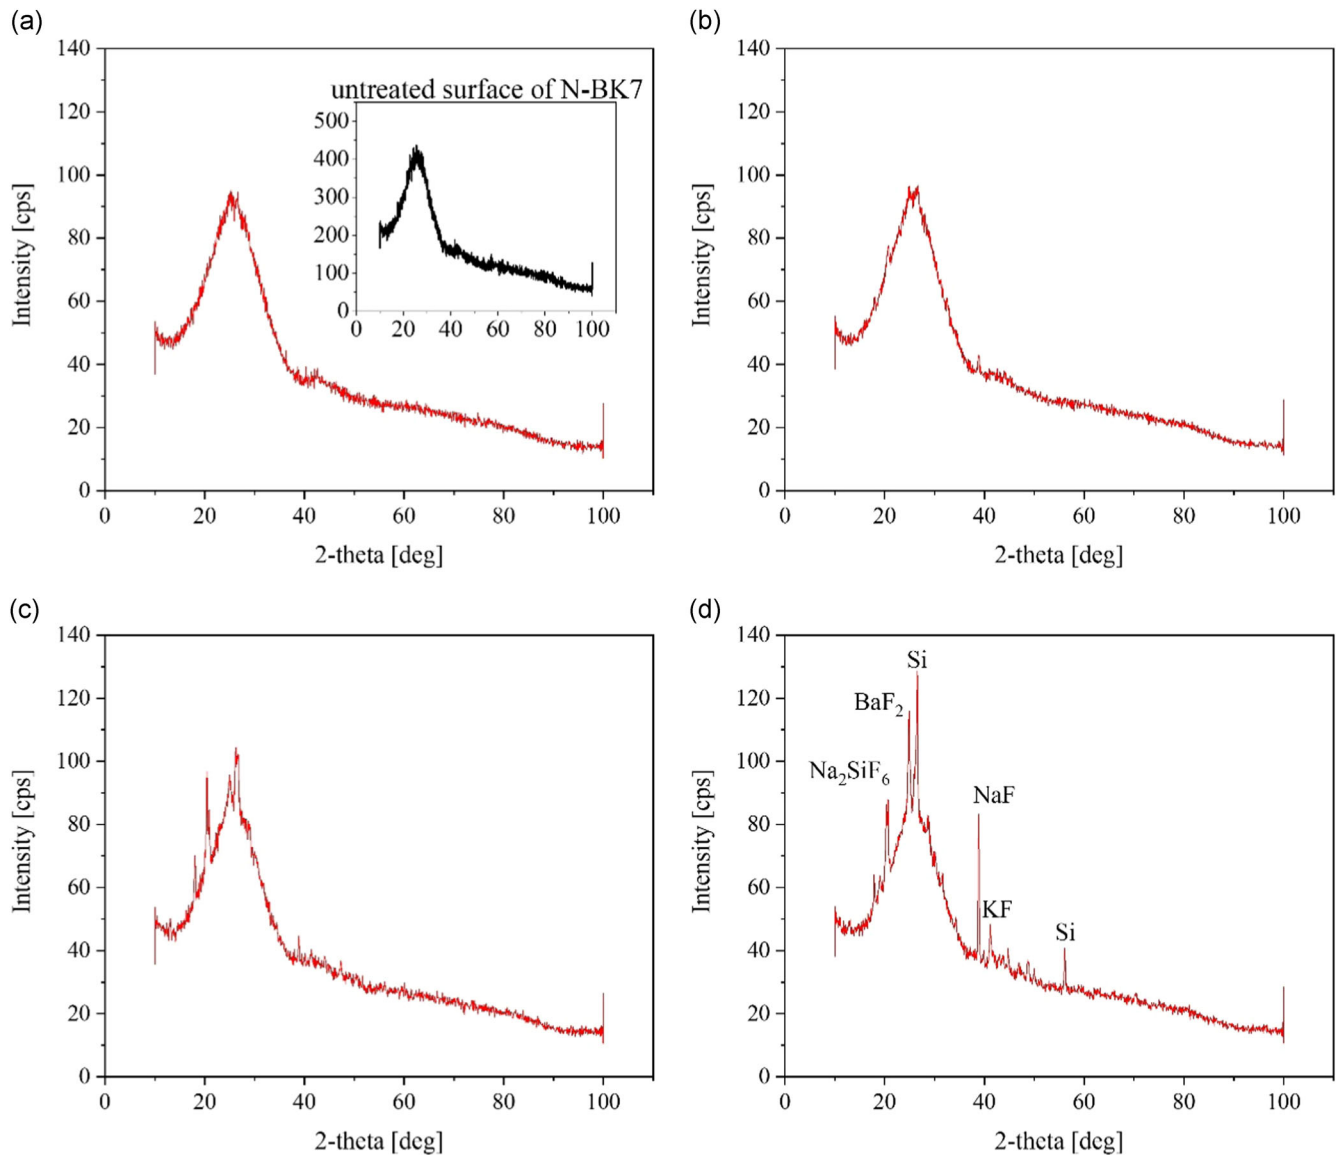 (a)
140
120
100
80
60
40
20
0
Intensity [cps]
untreated surface of N-BK7
500
400
300
200
100
0
0 20 40 60 80 100
0 20 40 60 80 100
2-theta [deg]
(b)
140
120
100
80
60
40
20
0
Intensity [cps]
0 20 40 60 80 100
2-theta [deg]
(c)
140
120
100
80
60
40
20
0
Intensity [cps]
0 20 40 60 80 100
2-theta [deg]
(d)
140
120
100
80
60
40
20
0
Intensity [cps]
Si
BaF₂
Na₂SiF₆
NaF
KF
Si
0 20 40 60 80 100
2-theta [deg]